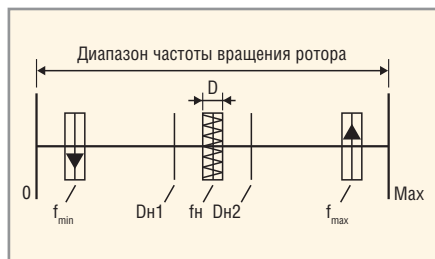 Диапазон частоты вращения ротора
D
0
Max
f min
Dн1
fн
Dн2
f max